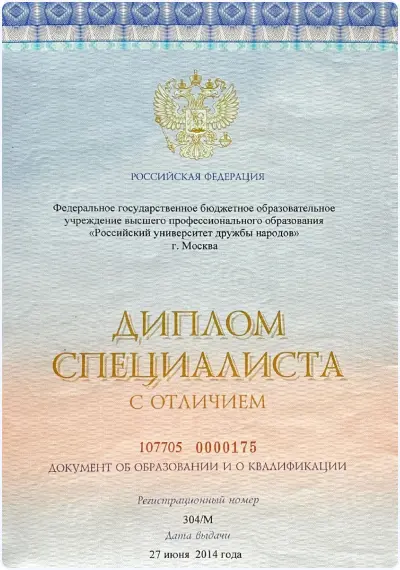 РОССИЙСКАЯ ФЕДЕРАЦИЯ
Федеральное государственное бюджетное образовательное
учреждение высшего профессионального образования
«Российский университет дружбы народов»
г. Москва
ДИПЛОМ
СПЕЦИАЛИСТА
С ОТЛИЧИЕМ
107705 0000175
ДОКУМЕНТ ОБ ОБРАЗОВАНИИ И О КВАЛИФИКАЦИИ
Регистрационный номер
304/М
Дата выдачи
27 июня 2014 года